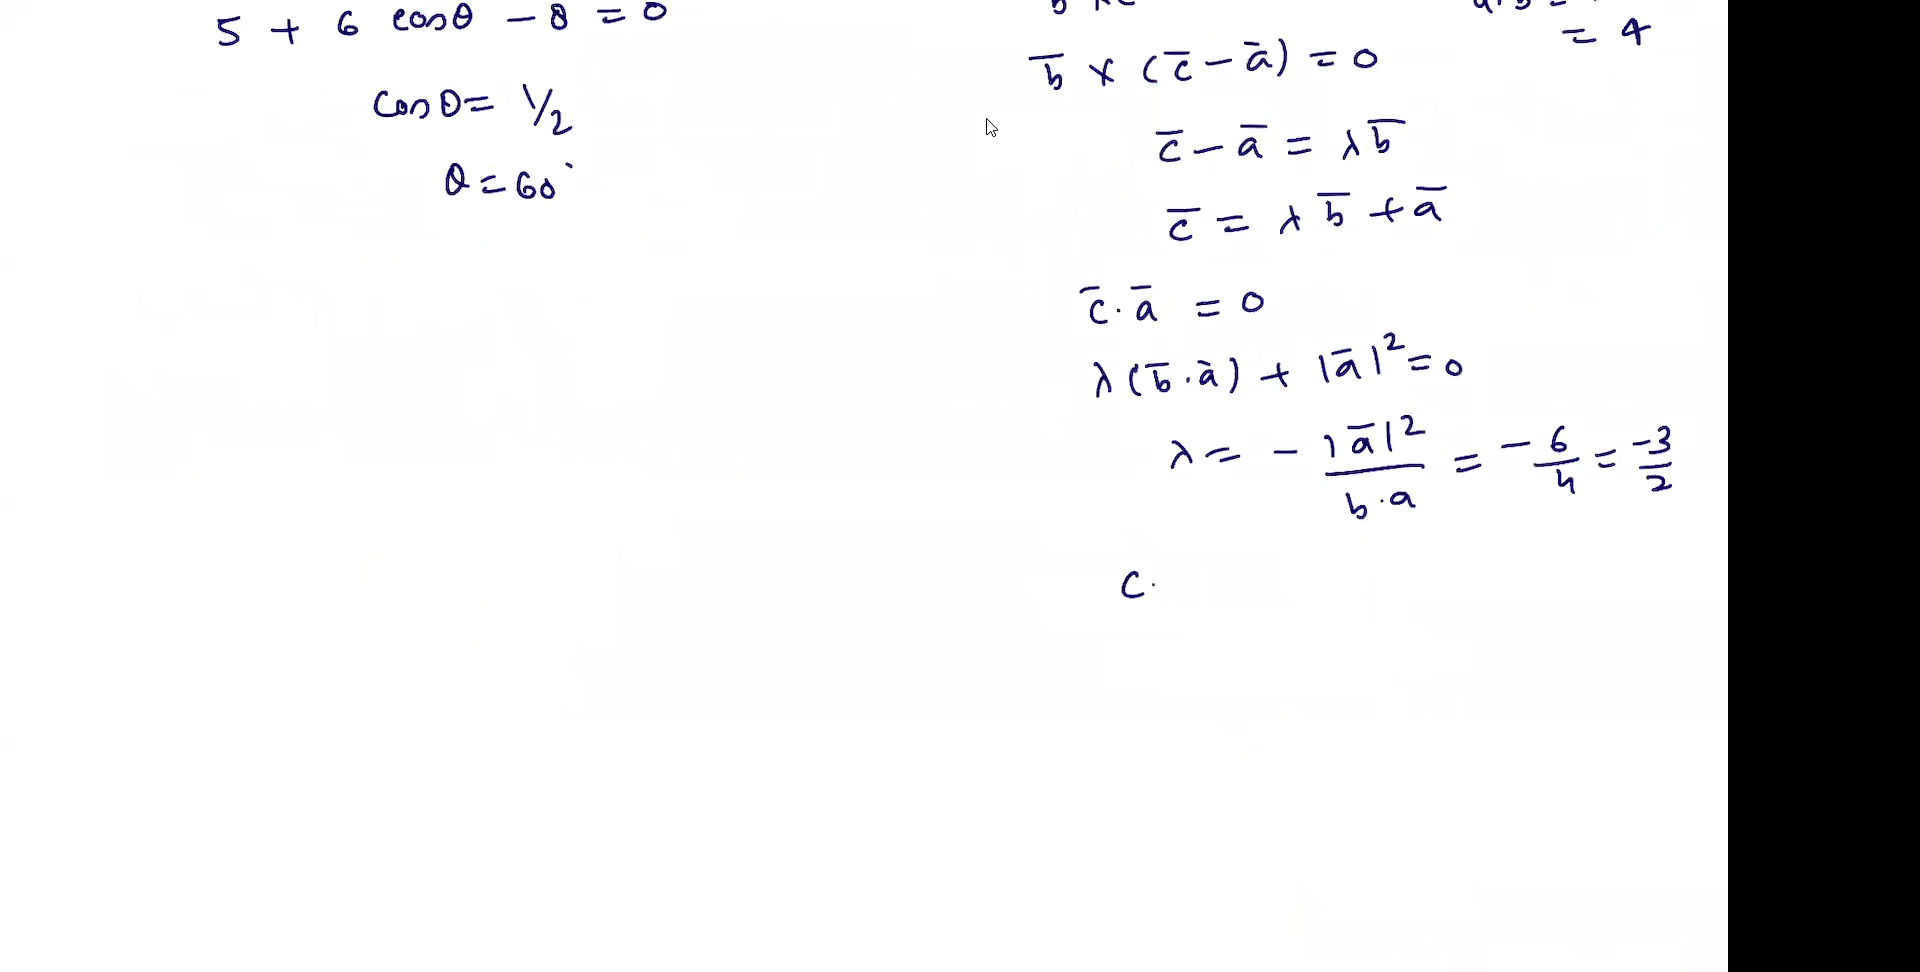 5 + 6 cosθ - 8 = 0
cosθ = 1/2
θ = 60°
= 4
b̄ × (c̄ - ā) = 0
c̄ - ā = λb̄
c̄ = λb̄ + ā
c̄·ā = 0
λ(b̄·ā) + |ā|² = 0
λ = - |ā|²/b·a = -6/4 = -3/2
c·